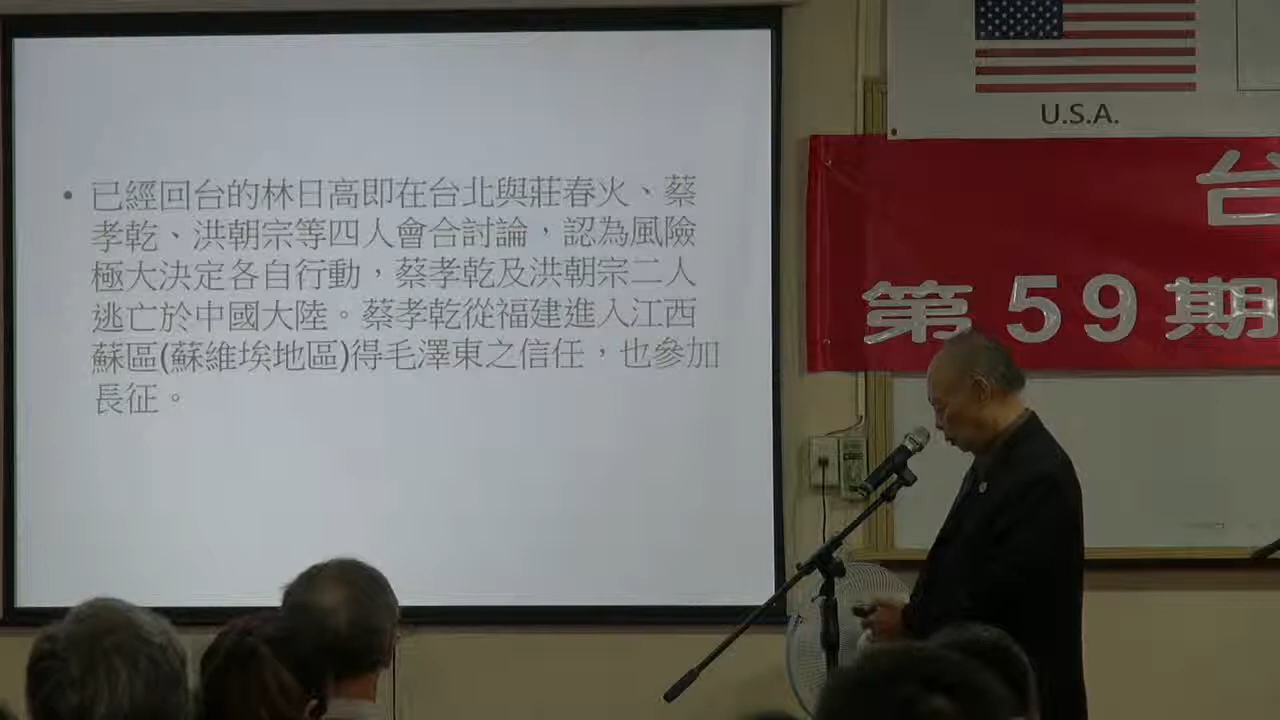 • 已經回台的林日高即在台北與莊春火、蔡
孝乾、洪朝宗等四人會合討論，認為風險
極大決定各自行動，蔡孝乾及洪朝宗二人
逃亡於中國大陸。蔡孝乾從福建進入江西
蘇區(蘇維埃地區)得毛澤東之信任，也參加
長征。
U.S.A.
台
第59期